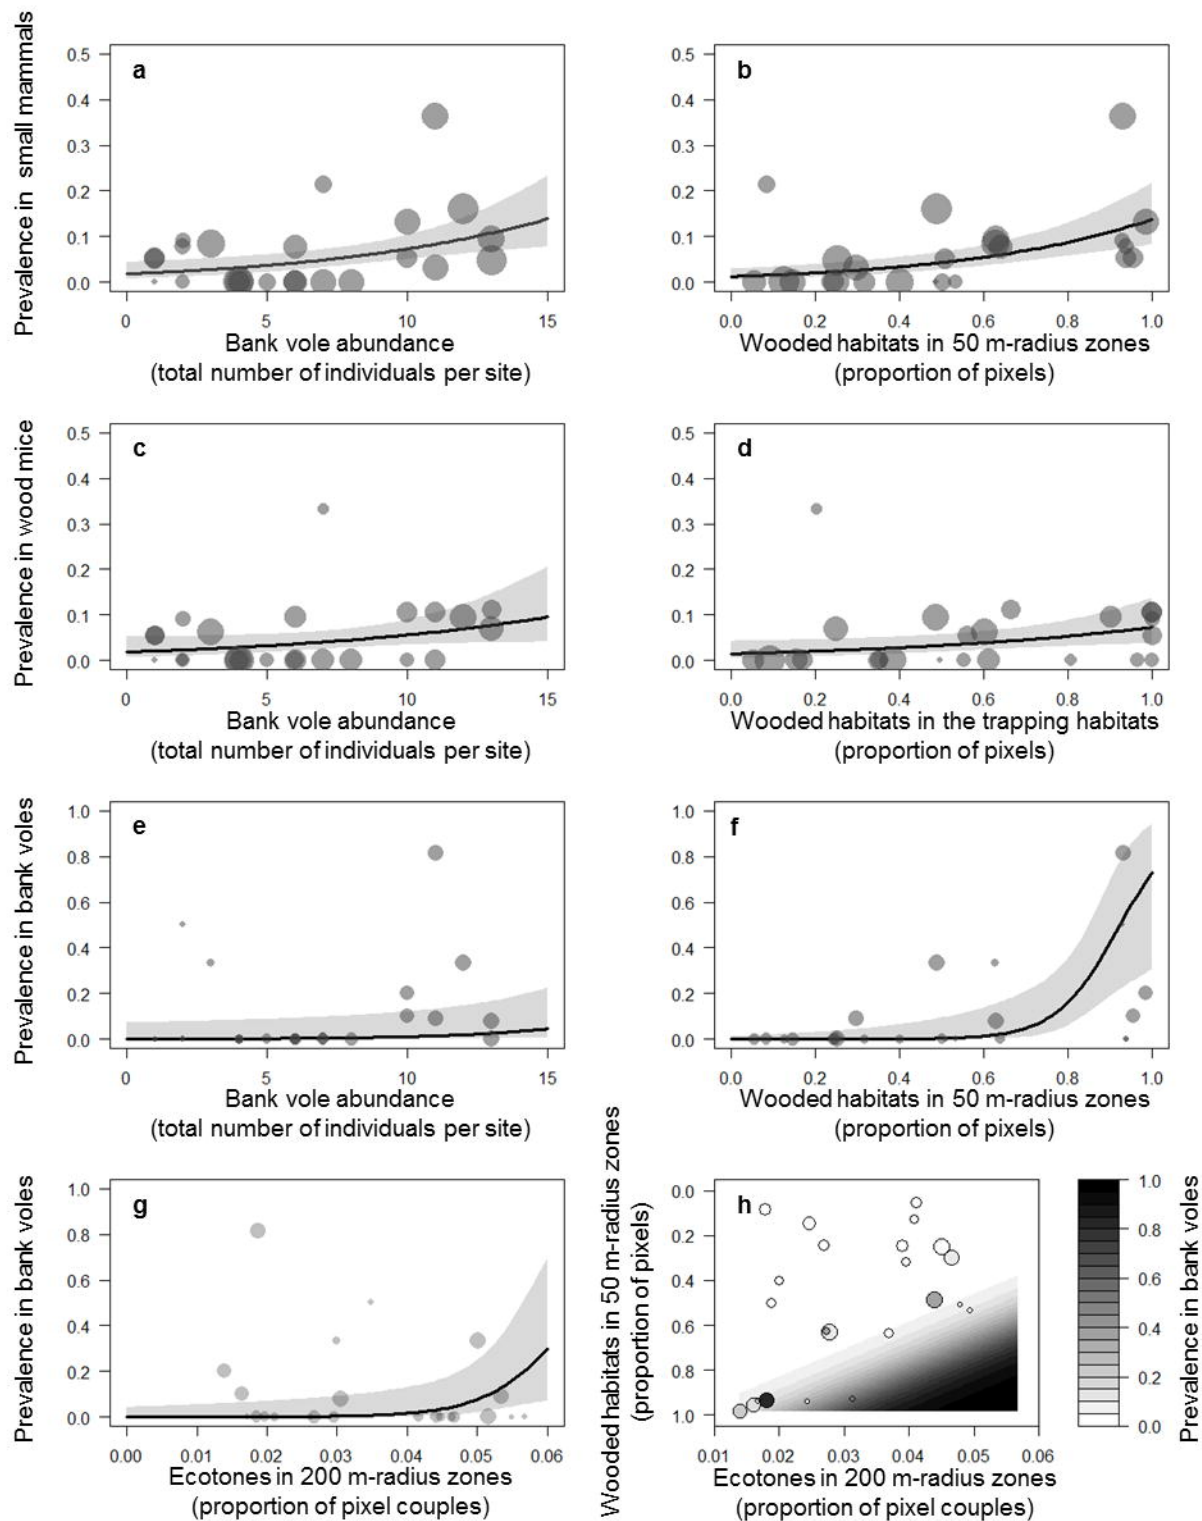 Prevalence in small mammals
a
0.5
0.4
0.3
0.2
0.1
0.0
0 5 10 15
Bank vole abundance
(total number of individuals per site)
b
0.5
0.4
0.3
0.2
0.1
0.0
0.0 0.2 0.4 0.6 0.8 1.0
Wooded habitats in 50 m-radius zones
(proportion of pixels)
Prevalence in wood mice
c
0.5
0.4
0.3
0.2
0.1
0.0
0 5 10 15
Bank vole abundance
(total number of individuals per site)
d
0.5
0.4
0.3
0.2
0.1
0.0
0.0 0.2 0.4 0.6 0.8 1.0
Wooded habitats in the trapping habitats
(proportion of pixels)
Prevalence in bank voles
e
1.0
0.8
0.6
0.4
0.2
0.0
0 5 10 15
Bank vole abundance
(total number of individuals per site)
f
1.0
0.8
0.6
0.4
0.2
0.0
0.0 0.2 0.4 0.6 0.8 1.0
Wooded habitats in 50 m-radius zones
(proportion of pixels)
Prevalence in bank voles
g
1.0
0.8
0.6
0.4
0.2
0.0
0.00 0.01 0.02 0.03 0.04 0.05 0.06
Ecotones in 200 m-radius zones
(proportion of pixel couples)
Wooded habitats in 50 m-radius zones
(proportion of pixels)
h
0.0
0.2
0.4
0.6
0.8
1.0
0.01 0.02 0.03 0.04 0.05 0.06
Ecotones in 200 m-radius zones
(proportion of pixel couples)
1.0
0.8
0.6
0.4
0.2
0.0
Prevalence in bank voles